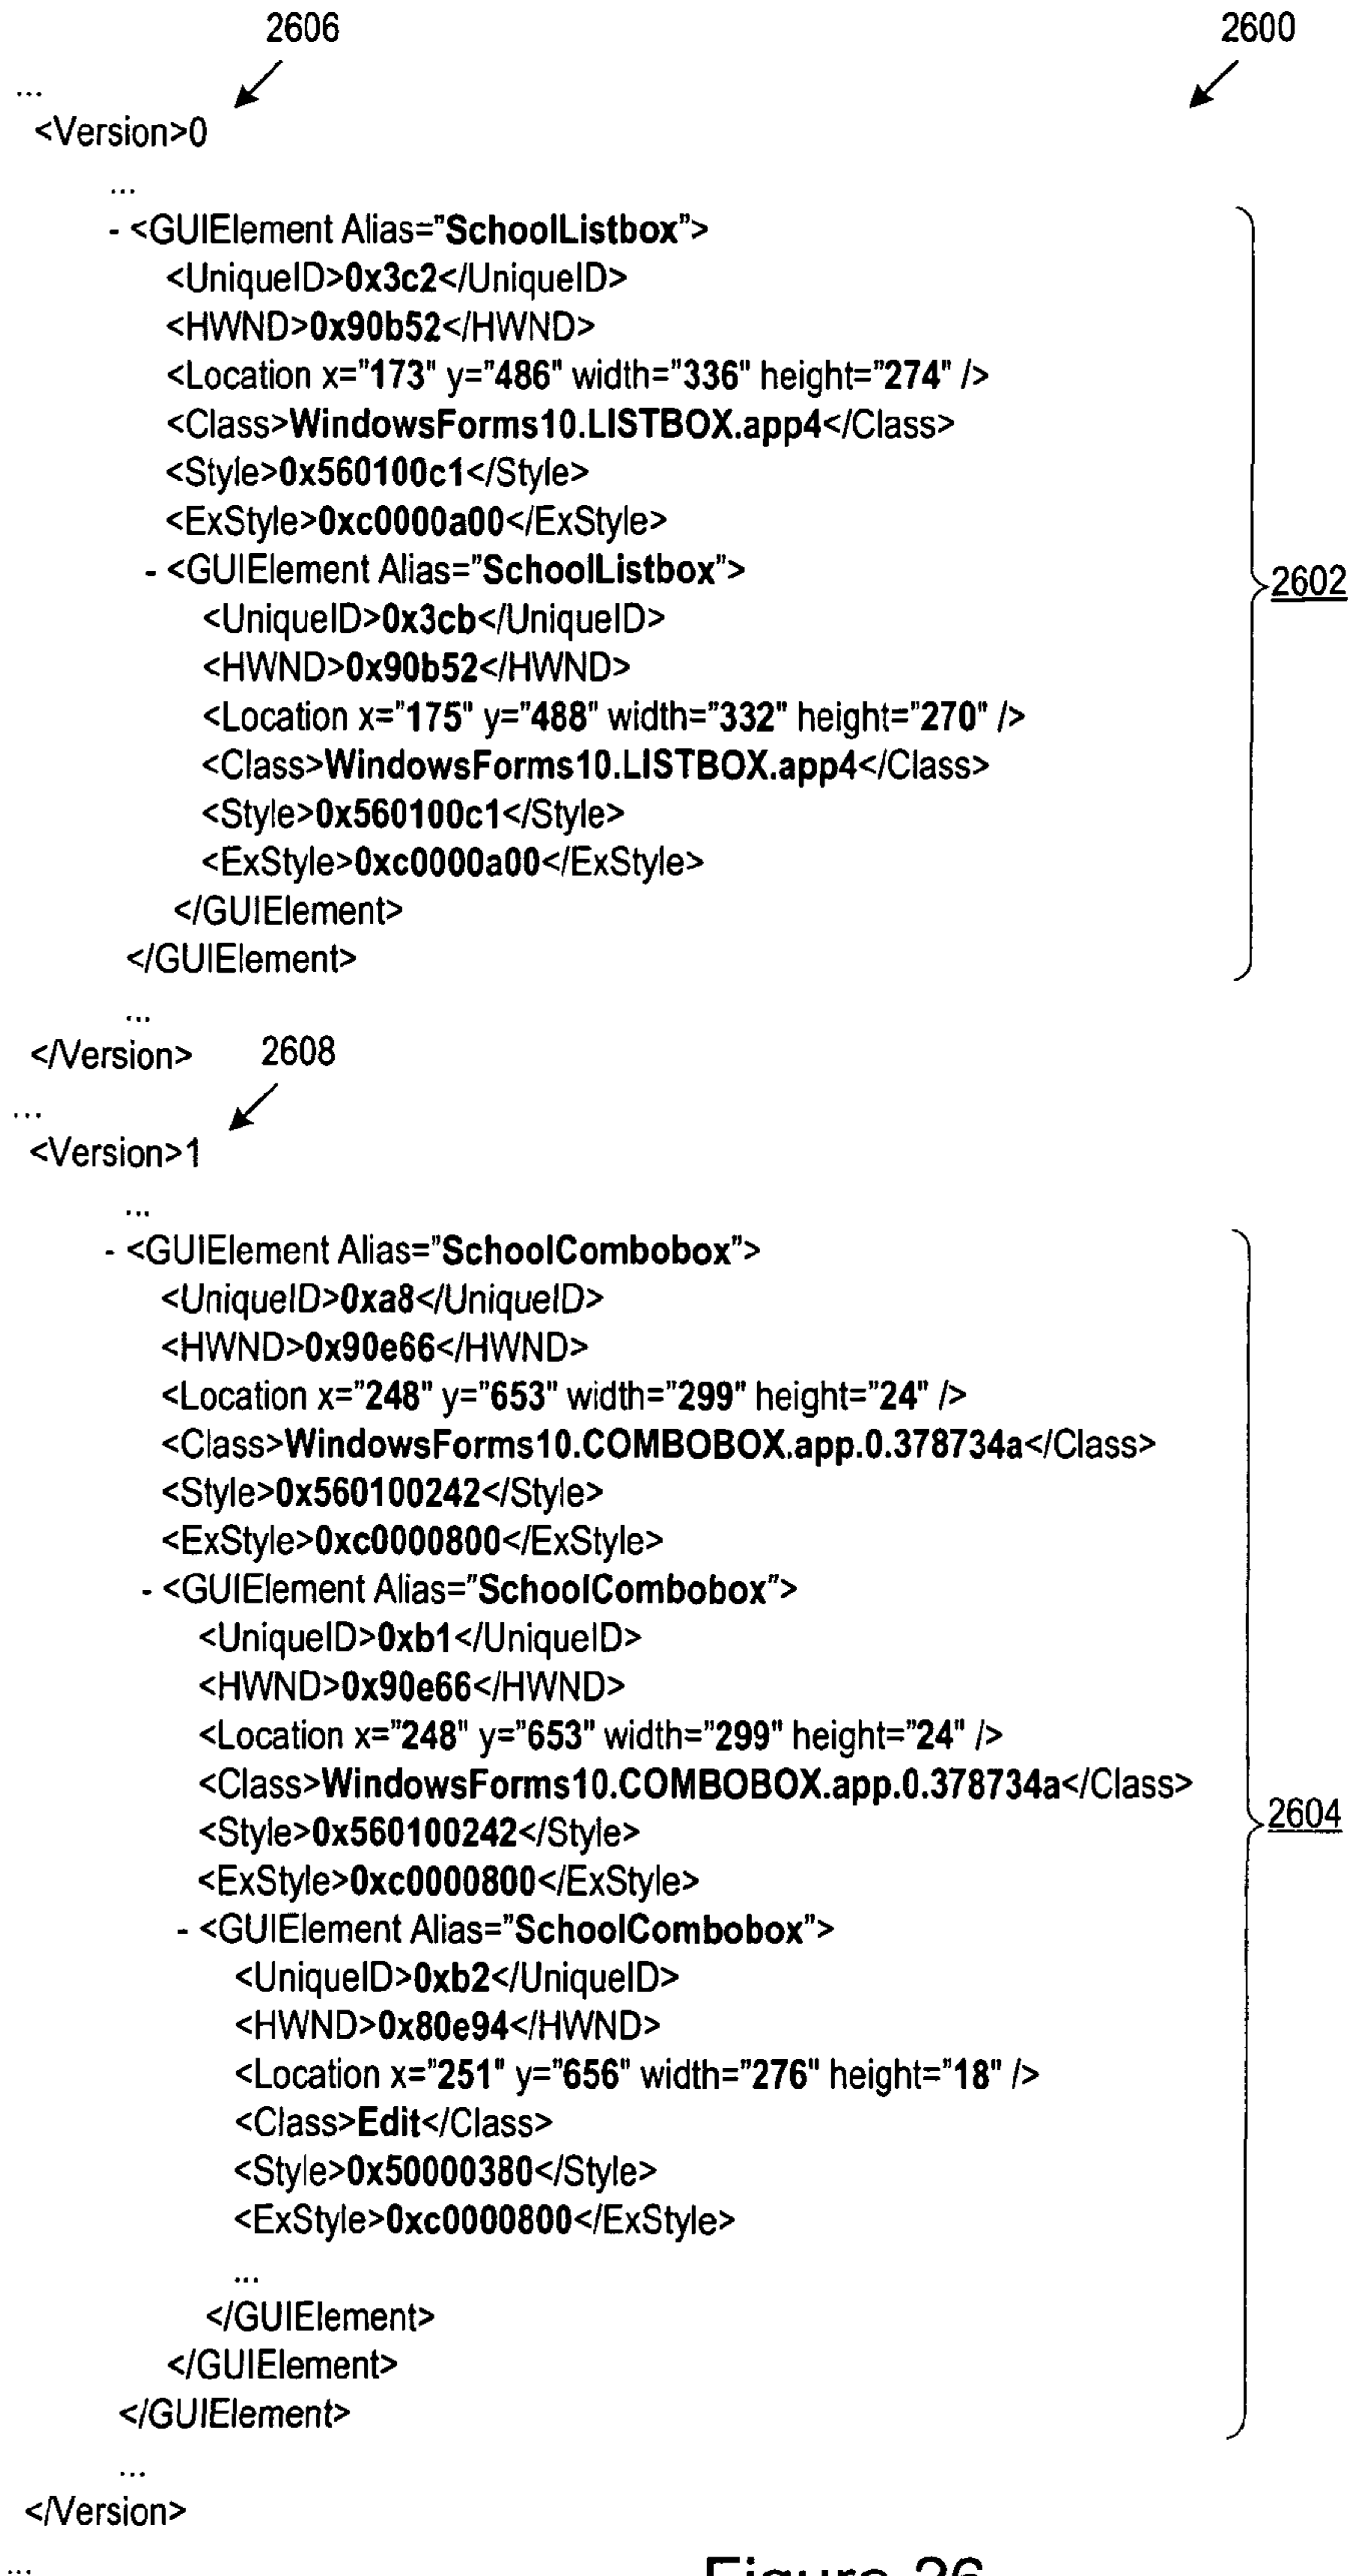 2606 2600
...
<Version>0
...
- <GUIElement Alias="SchoolListbox">
<UniqueID>0x3c2</UniqueID>
<HWND>0x90b52</HWND>
<Location x="173" y="486" width="336" height="274" />
<Class>WindowsForms10.LISTBOX.app4</Class>
<Style>0x560100c1</Style>
<ExStyle>0xc0000a00</ExStyle>
- <GUIElement Alias="SchoolListbox">
2602
<UniqueID>0x3cb</UniqueID>
<HWND>0x90b52</HWND>
<Location x="175" y="488" width="332" height="270" />
<Class>WindowsForms10.LISTBOX.app4</Class>
<Style>0x560100c1</Style>
<ExStyle>0xc0000a00</ExStyle>
</GUIElement>
</GUIElement>
...
</Version> 2608
...
<Version>1
...
- <GUIElement Alias="SchoolCombobox">
<UniqueID>0xa8</UniqueID>
<HWND>0x90e66</HWND>
<Location x="248" y="653" width="299" height="24" />
<Class>WindowsForms10.COMBOBOX.app.0.378734a</Class>
<Style>0x560100242</Style>
<ExStyle>0xc0000800</ExStyle>
- <GUIElement Alias="SchoolCombobox">
<UniqueID>0xb1</UniqueID>
<HWND>0x90e66</HWND>
<Location x="248" y="653" width="299" height="24" />
<Class>WindowsForms10.COMBOBOX.app.0.378734a</Class>
2604
<Style>0x560100242</Style>
<ExStyle>0xc0000800</ExStyle>
- <GUIElement Alias="SchoolCombobox">
<UniqueID>0xb2</UniqueID>
<HWND>0x80e94</HWND>
<Location x="251" y="656" width="276" height="18" />
<Class>Edit</Class>
<Style>0x50000380</Style>
<ExStyle>0xc0000800</ExStyle>
...
</GUIElement>
</GUIElement>
</GUIElement>
...
</Version>
...
Figure 26